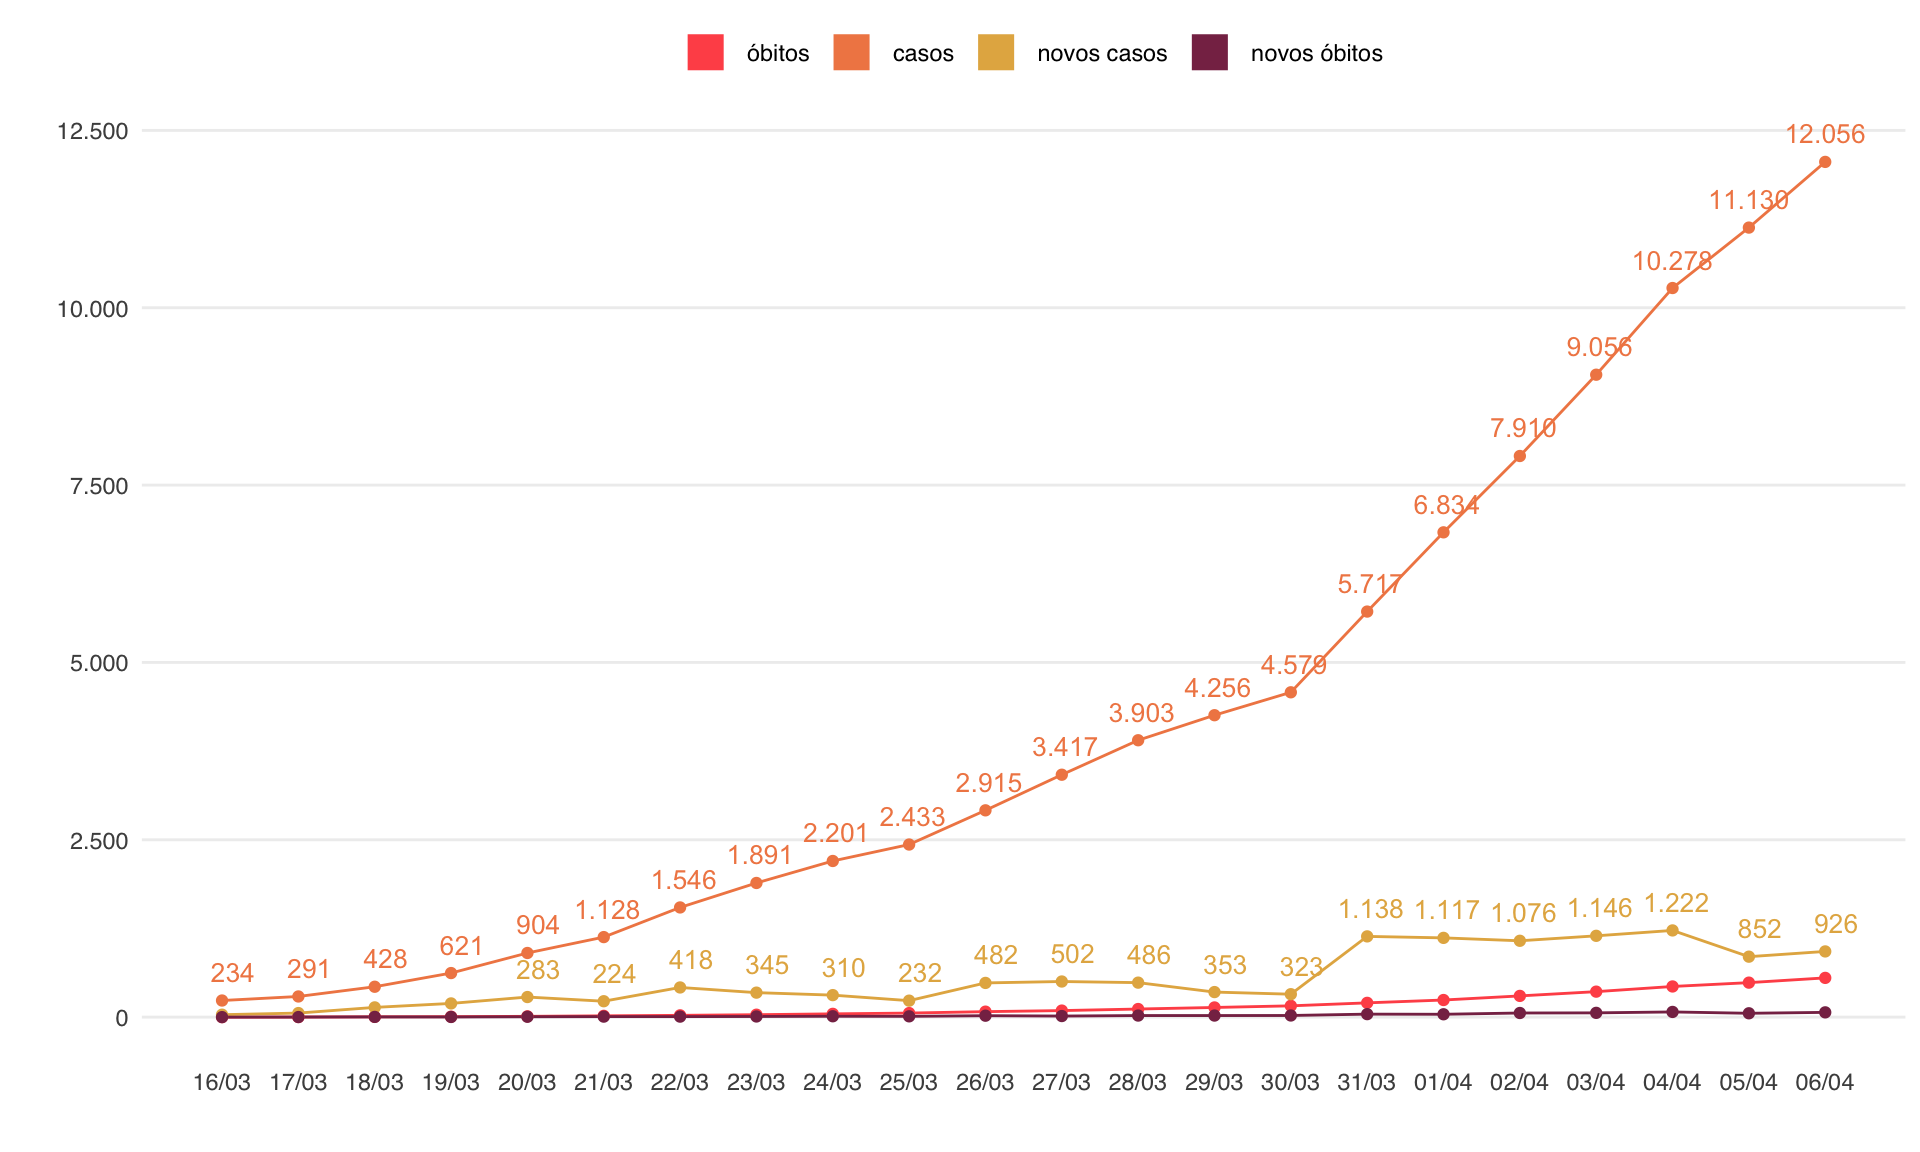 óbitos casos novos casos novos óbitos
12.500
10.000
7.500
5.000
2.500
0
234 291 428 621 904 1.128 1.546 1.891 2.201 2.433 2.915 3.417 3.903 4.256 4.579 5.717 6.834 7.910 9.056 10.278 11.130 12.056
283 224 418 345 310 232 482 502 486 353 323 1.138 1.117 1.076 1.146 1.222 852 926
16/03 17/03 18/03 19/03 20/03 21/03 22/03 23/03 24/03 25/03 26/03 27/03 28/03 29/03 30/03 31/03 01/04 02/04 03/04 04/04 05/04 06/04